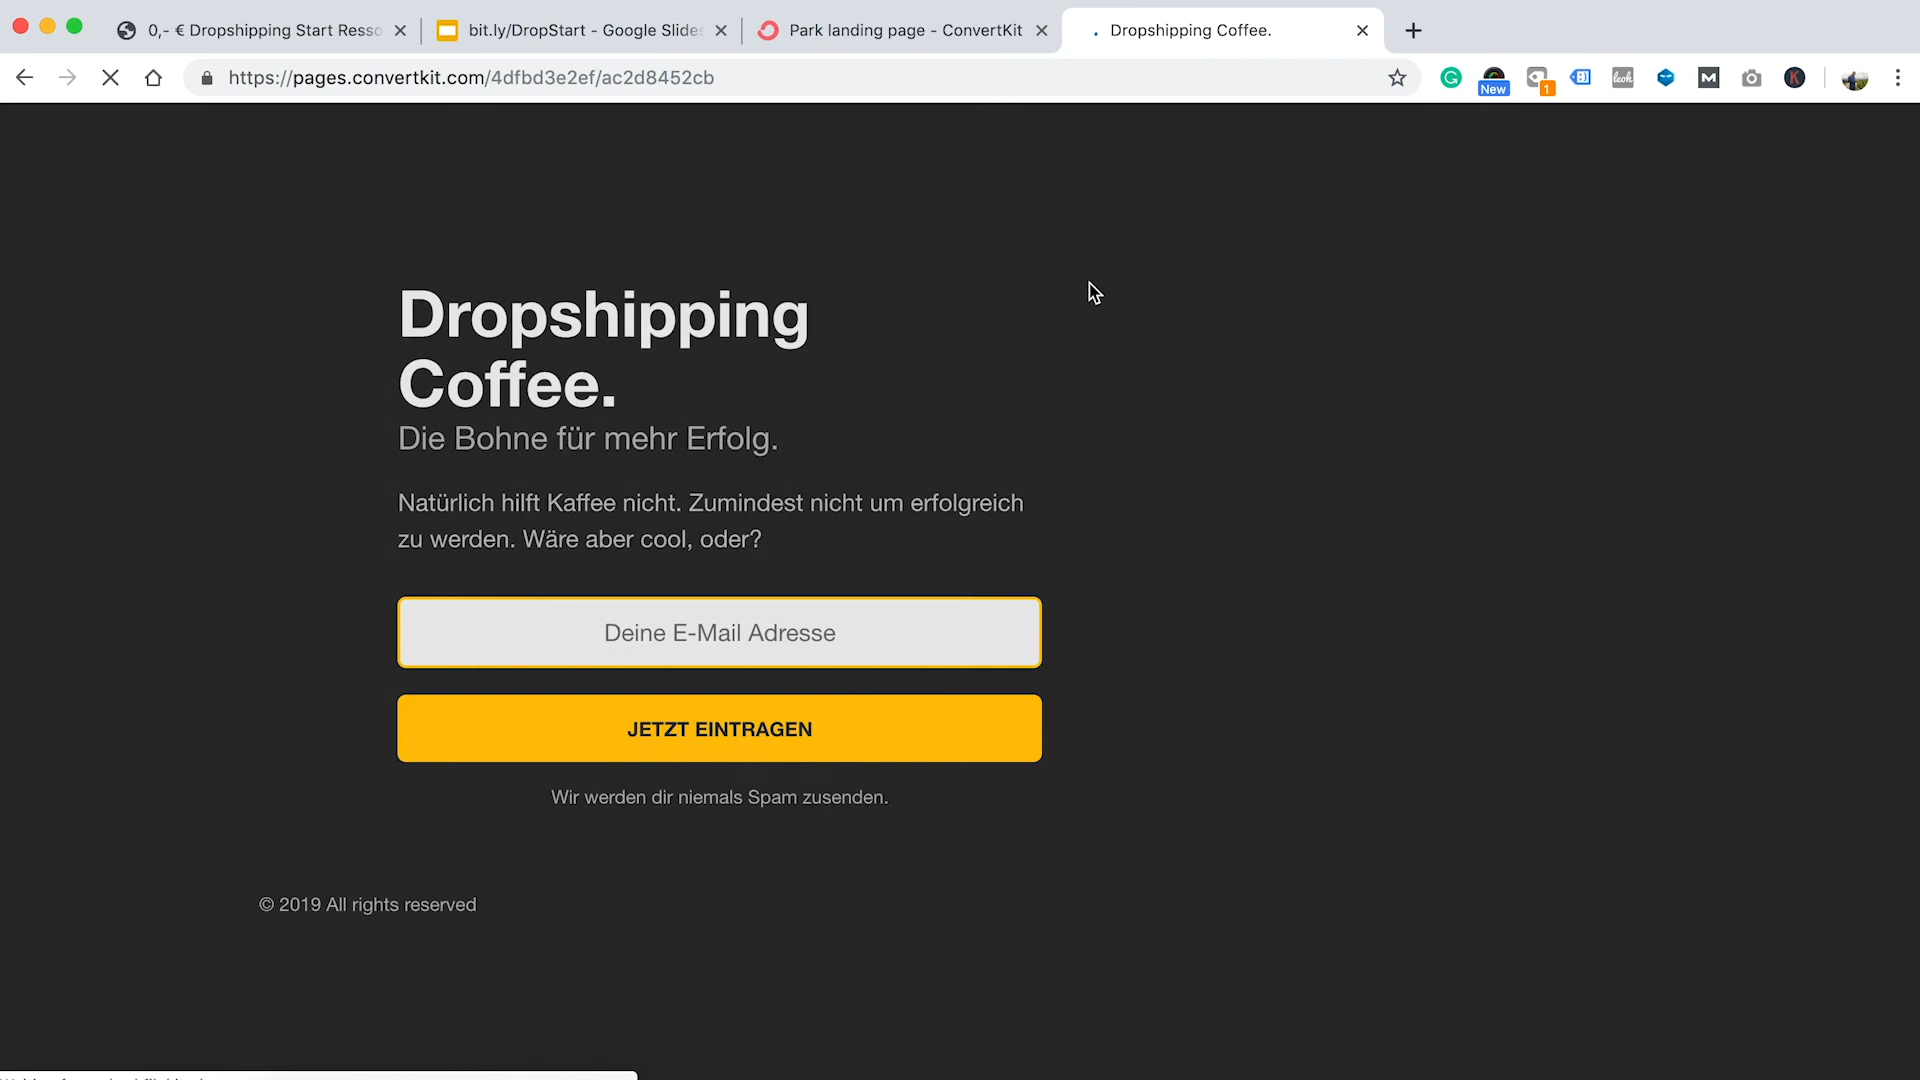 0,- € Dropshipping Start Resso
bit.ly/DropStart - Google Slides
Park landing page - ConvertKit
Dropshipping Coffee.
https://pages.convertkit.com/4dfbd3e2ef/ac2d8452cb
New
1
Dropshipping
Coffee.
Die Bohne für mehr Erfolg.
Natürlich hilft Kaffee nicht. Zumindest nicht um erfolgreich
zu werden. Wäre aber cool, oder?
Deine E-Mail Adresse
JETZT EINTRAGEN
Wir werden dir niemals Spam zusenden.
© 2019 All rights reserved